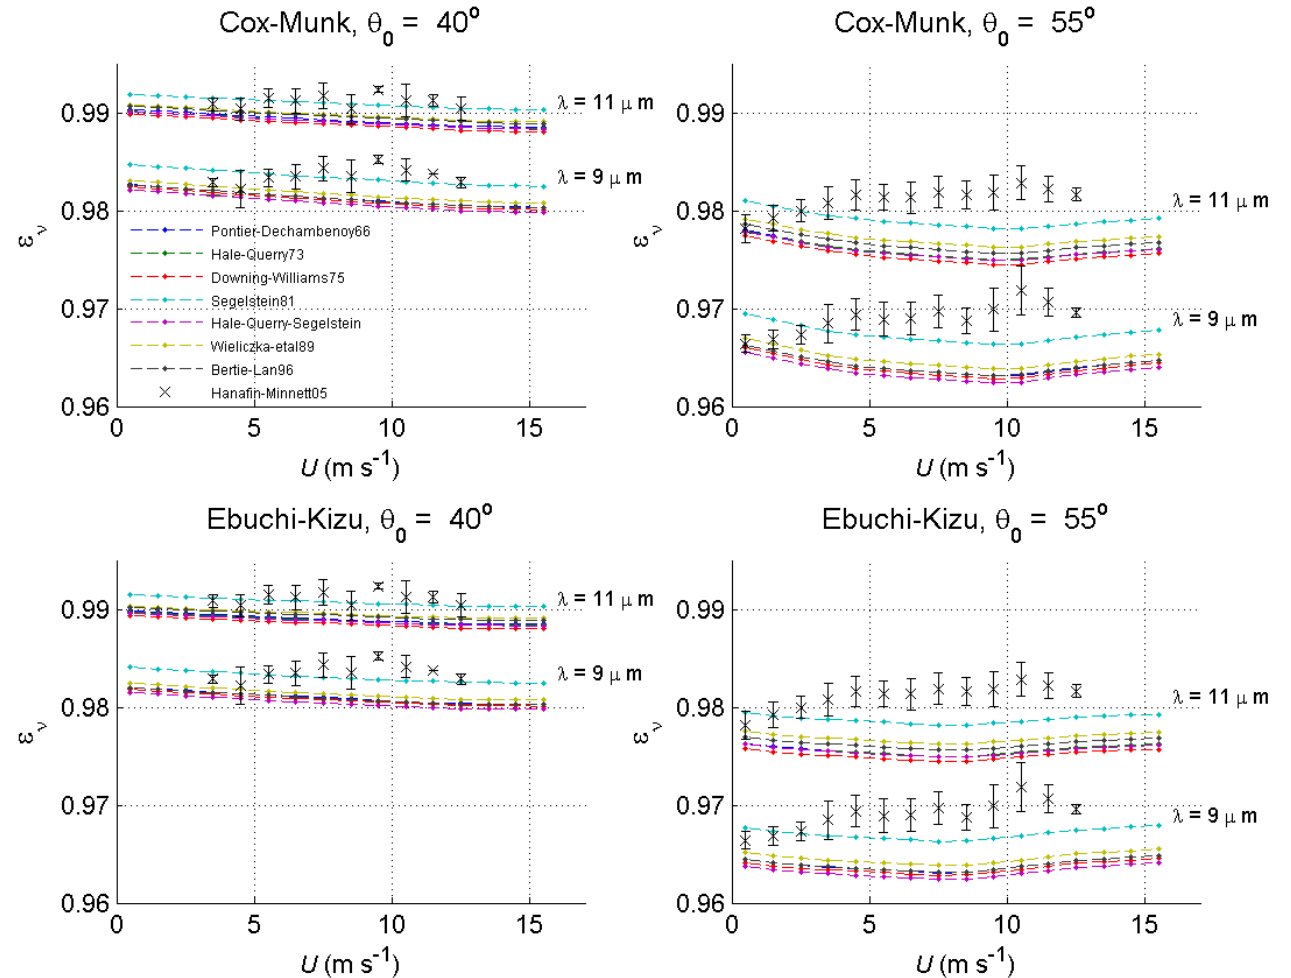 Cox-Munk, θ0 = 40°
0.99
0.98
0.97
0.96
εν
λ = 11 μ m
λ = 9 μ m
Pontier-Dechambenoy66
Hale-Querry73
Downing-Williams75
Segelstein81
Hale-Querry-Segelstein
Wieliczka-etal89
Bertie-Lan96
Hanafin-Minnett05
0 5 10 15
U (m s-1)
Cox-Munk, θ0 = 55°
0.99
0.98
0.97
0.96
εν
λ = 11 μ m
λ = 9 μ m
0 5 10 15
U (m s-1)
Ebuchi-Kizu, θ0 = 40°
0.99
0.98
0.97
0.96
εν
λ = 11 μ m
λ = 9 μ m
0 5 10 15
U (m s-1)
Ebuchi-Kizu, θ0 = 55°
0.99
0.98
0.97
0.96
εν
λ = 11 μ m
λ = 9 μ m
0 5 10 15
U (m s-1)